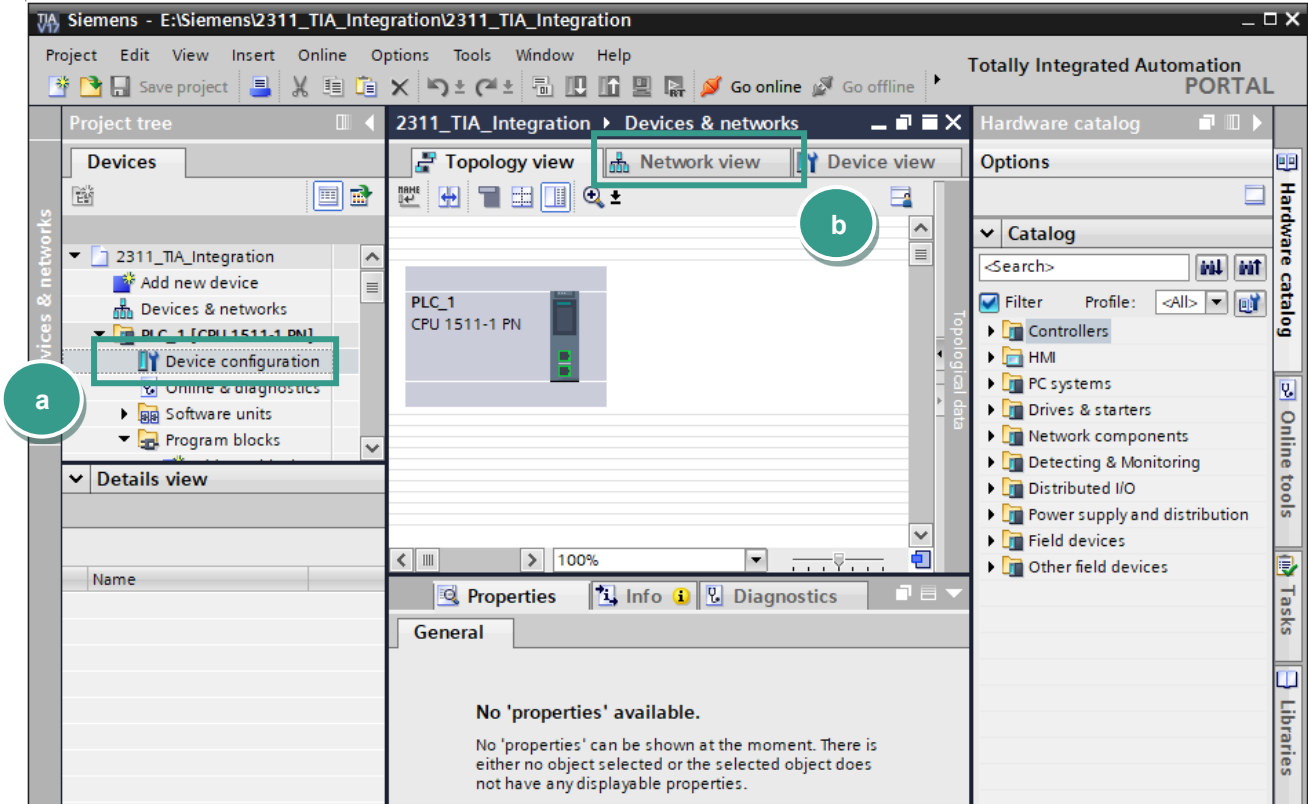 Siemens - E:\Siemens\2311_TIA_Integration\2311_TIA_Integration
Project Edit View Insert Online Options Tools Window Help
Totally Integrated Automation
PORTAL
Save project
Go online
Go offline
Project tree
Devices
Devices & networks
2311_TIA_Integration
Add new device
Devices & networks
PLC_1 [CPU 1511-1 PN]
Device configuration
Online & diagnostics
Software units
Program blocks
a
Details view
Name
2311_TIA_Integration Devices & networks
Topology view
Network view
Device view
b
NAME
PLC_1
CPU 1511-1 PN
Topological data
100%
Properties
Info
Diagnostics
General
No 'properties' available.
No 'properties' can be shown at the moment. There is
either no object selected or the selected object does
not have any displayable properties.
Hardware catalog
Options
Catalog
<Search>
Filter Profile: <All>
Controllers
HMI
PC systems
Drives & starters
Network components
Detecting & Monitoring
Distributed I/O
Power supply and distribution
Field devices
Other field devices
Hardware catalog
Online tools
Tasks
Libraries